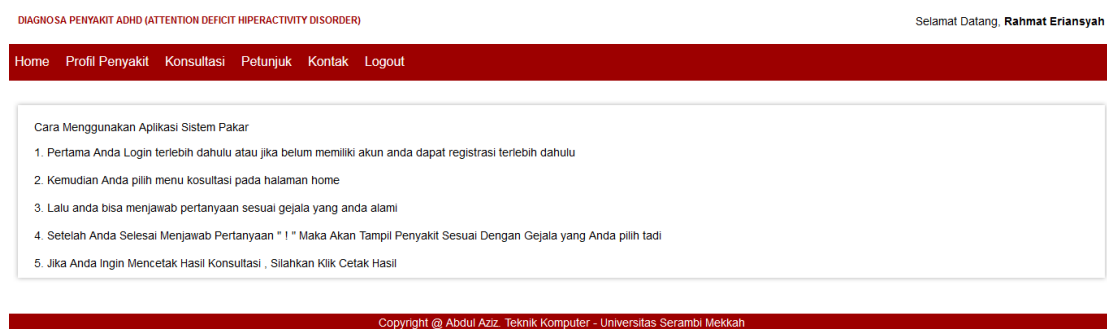 DIAGNOSA PENYAKIT ADHD (ATTENTION DEFICIT HIPERACTIVITY DISORDER)
Selamat Datang, Rahmat Eriansyah
Home Profil Penyakit Konsultasi Petunjuk Kontak Logout
Cara Menggunakan Aplikasi Sistem Pakar
1. Pertama Anda Login terlebih dahulu atau jika belum memiliki akun anda dapat registrasi terlebih dahulu
2. Kemudian Anda pilih menu kosultasi pada halaman home
3. Lalu anda bisa menjawab pertanyaan sesuai gejala yang anda alami
4. Setelah Anda Selesai Menjawab Pertanyaan " ! " Maka Akan Tampil Penyakit Sesuai Dengan Gejala yang Anda pilih tadi
5. Jika Anda Ingin Mencetak Hasil Konsultasi , Silahkan Klik Cetak Hasil
Copyright @ Abdul Aziz. Teknik Komputer - Universitas Serambi Mekkah